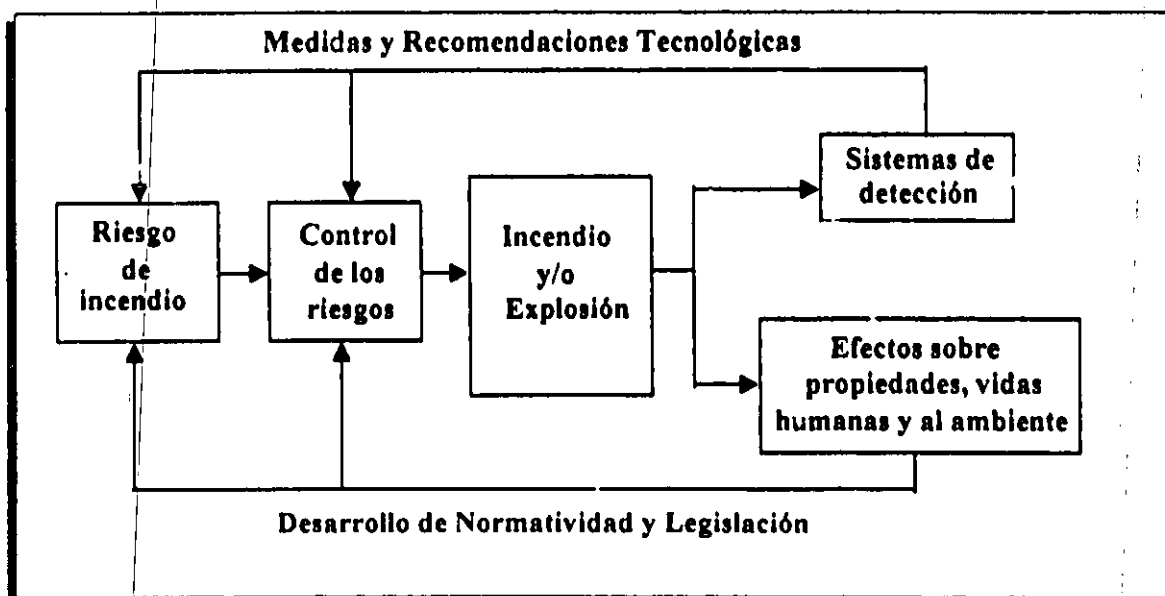 Medidas y Recomendaciones Tecnológicas
Sistemas de
detección
Riesgo
de
incendio
Control
de los
riesgos
Incendio
y/o
Explosión
Efectos sobre
propiedades, vidas
humanas y al ambiente
Desarrollo de Normatividad y Legislación